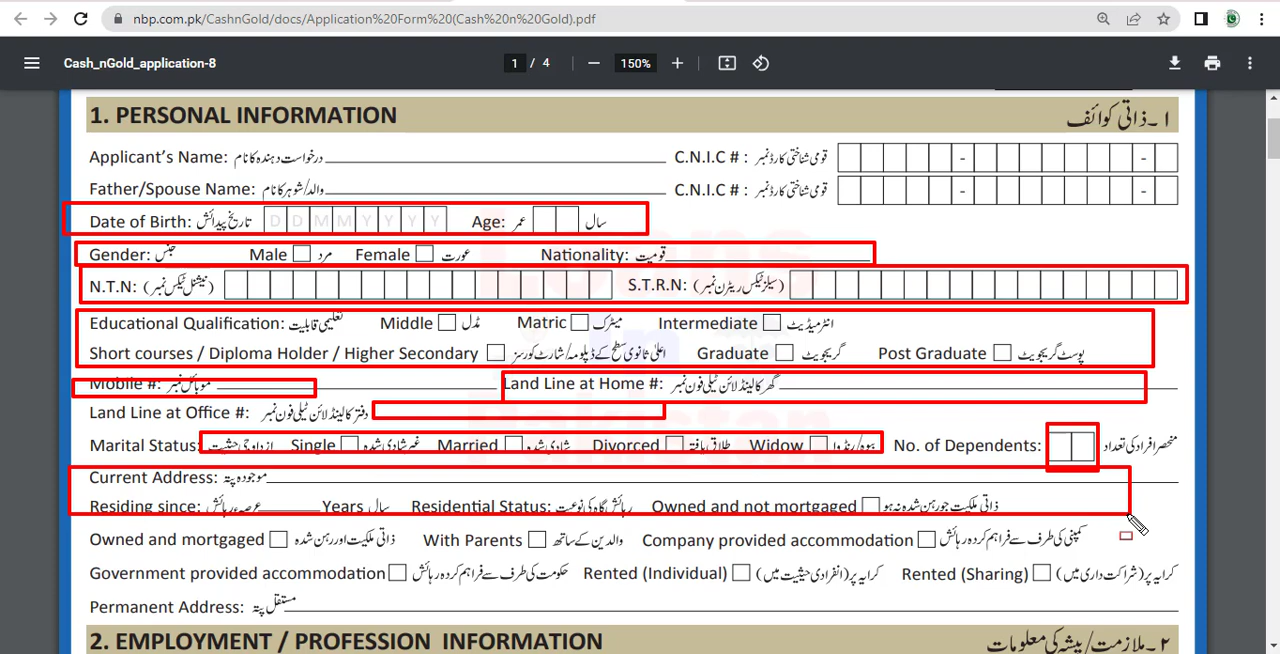 nbp.com.pk/CashnGold/docs/Application%20Form%20(Cash%20n%20Gold).pdf
Cash_nGold_application-8 1 / 4 — 150% +
1. PERSONAL INFORMATION ۱۔ذاتی کوائف
Applicant's Name: درخواست دہندہ کا نام C.N.I.C # : قومی شناختی کارڈ نمبر - -
Father/Spouse Name: والد/شوہر کا نام C.N.I.C # : قومی شناختی کارڈ نمبر - -
Date of Birth: تاریخ پیدائش D D M M Y Y Y Y Age: عمر سال
Gender: جنس Male مرد Female عورت Nationality: قومیت
N.T.N: (نیشنل ٹیکس نمبر) S.T.R.N: (سیلز ٹیکس ریٹرن نمبر)
Educational Qualification: تعلیمی قابلیت Middle مڈل Matric میٹرک Intermediate انٹر میڈیٹ
Short courses / Diploma Holder / Higher Secondary اعلیٰ ثانوی سطح کے ڈپلومہ/شارٹ کورسز Graduate گریجویٹ Post Graduate پوسٹ گریجویٹ
Mobile #: موبائل نمبر Land Line at Home #: گھر کا لینڈ لائن ٹیلی فون نمبر
Land Line at Office #: دفتر کا لینڈ لائن ٹیلی فون نمبر
Marital Status: ازدواجی حیثیت Single غیر شادی شدہ Married شادی شدہ Divorced طلاق یافتہ Widow بیوہ/رنڈوا No. of Dependents: منحصر افراد کی تعداد
Current Address: موجودہ پتہ
Residing since: عرصہ رہائش Years سال Residential Status: رہائش گاہ کی نوعت Owned and not mortgaged ذاتی ملکیت جو رہن شدہ نہ ہو
Owned and mortgaged ذاتی ملکیت اور رہن شدہ With Parents والدین کے ساتھ Company provided accommodation کمپنی کی طرف سے فراہم کردہ رہائش
Government provided accommodation حکومت کی طرف سے فراہم کردہ رہائش Rented (Individual) کرایہ پر (انفرادی حیثیت میں) Rented (Sharing) کرایہ پر (شراکت داری میں)
Permanent Address: مستقل پتہ
2. EMPLOYMENT / PROFESSION INFORMATION ۲۔ملازمت/پیشہ کی معلومات